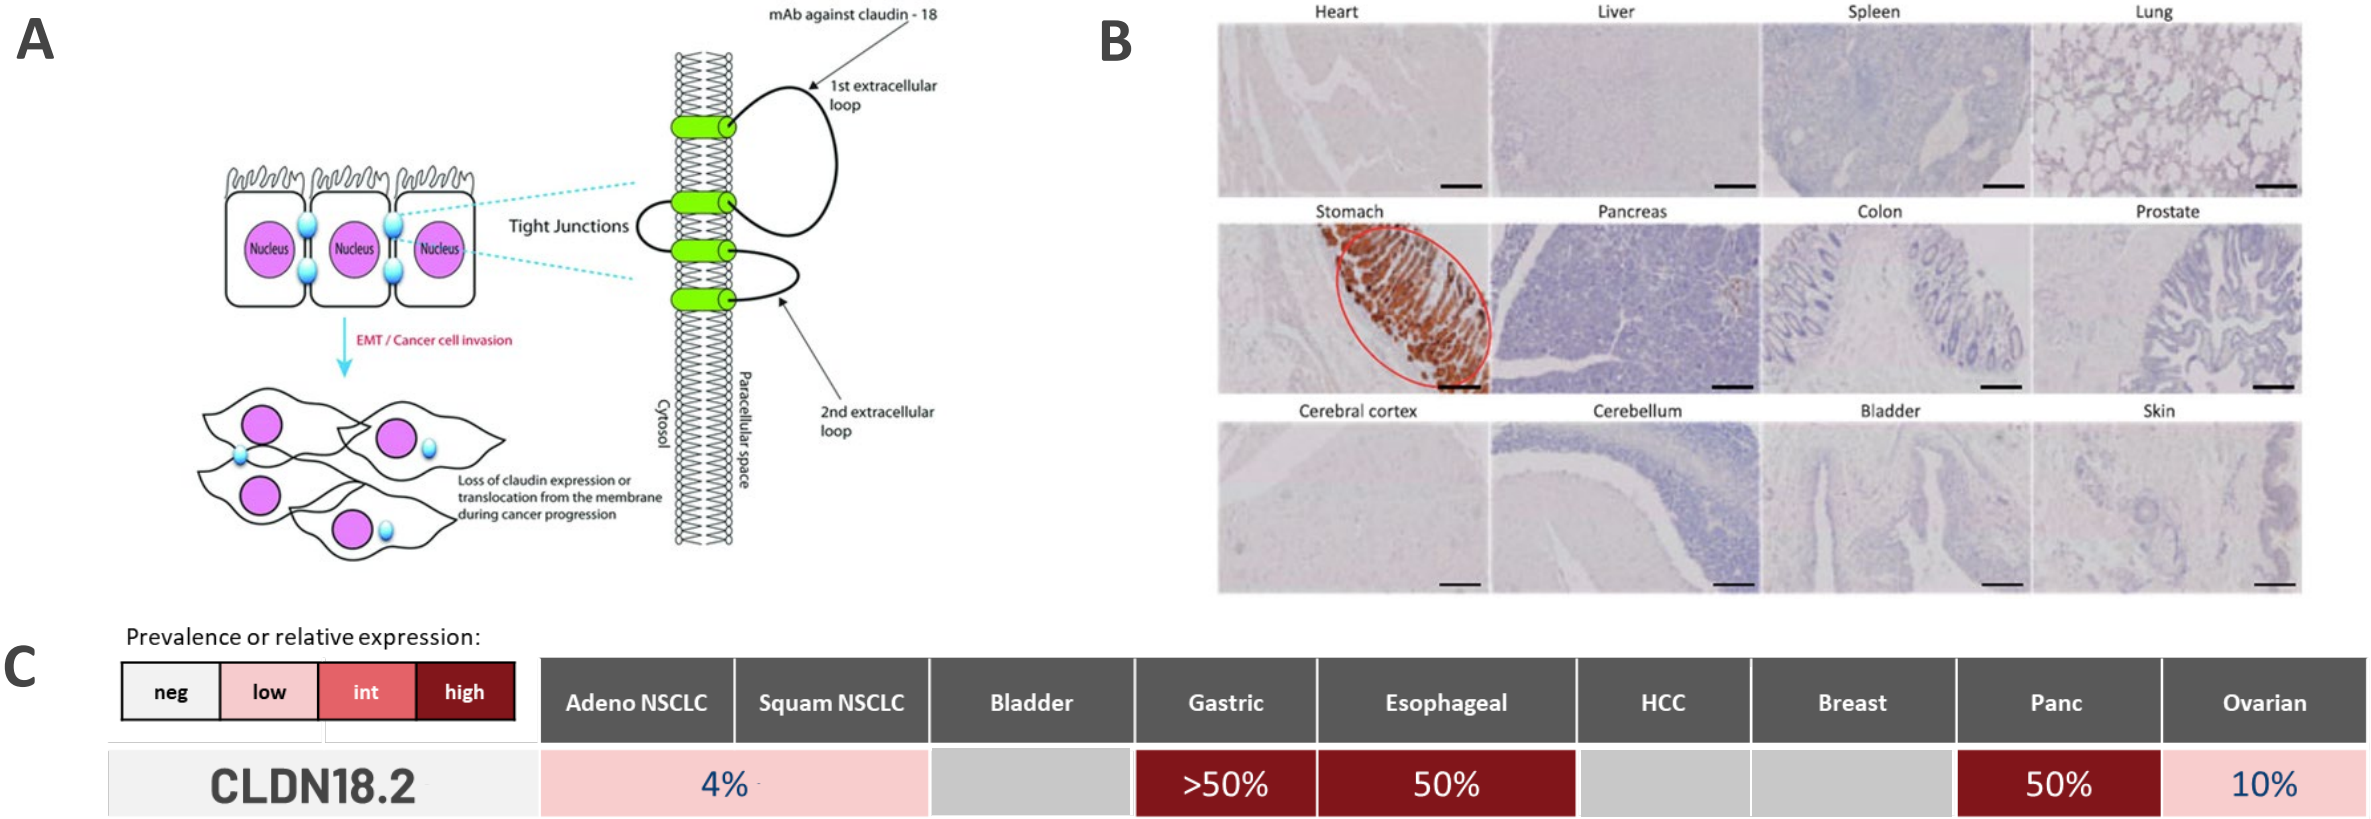 A
mAb against claudin - 18
1st extracellular
loop
Tight Junctions
Nucleus
Nucleus
Nucleus
EMT / Cancer cell invasion
Cytosol
Paracellular space
2nd extracellular
loop
Loss of claudin expression or
translocation from the membrane
during cancer progression
B
Heart
Liver
Spleen
Lung
Stomach
Pancreas
Colon
Prostate
Cerebral cortex
Cerebellum
Bladder
Skin
C
Prevalence or relative expression:
neg
low
int
high
Adeno NSCLC
Squam NSCLC
Bladder
Gastric
Esophageal
HCC
Breast
Panc
Ovarian
CLDN18.2
4%
>50%
50%
50%
10%